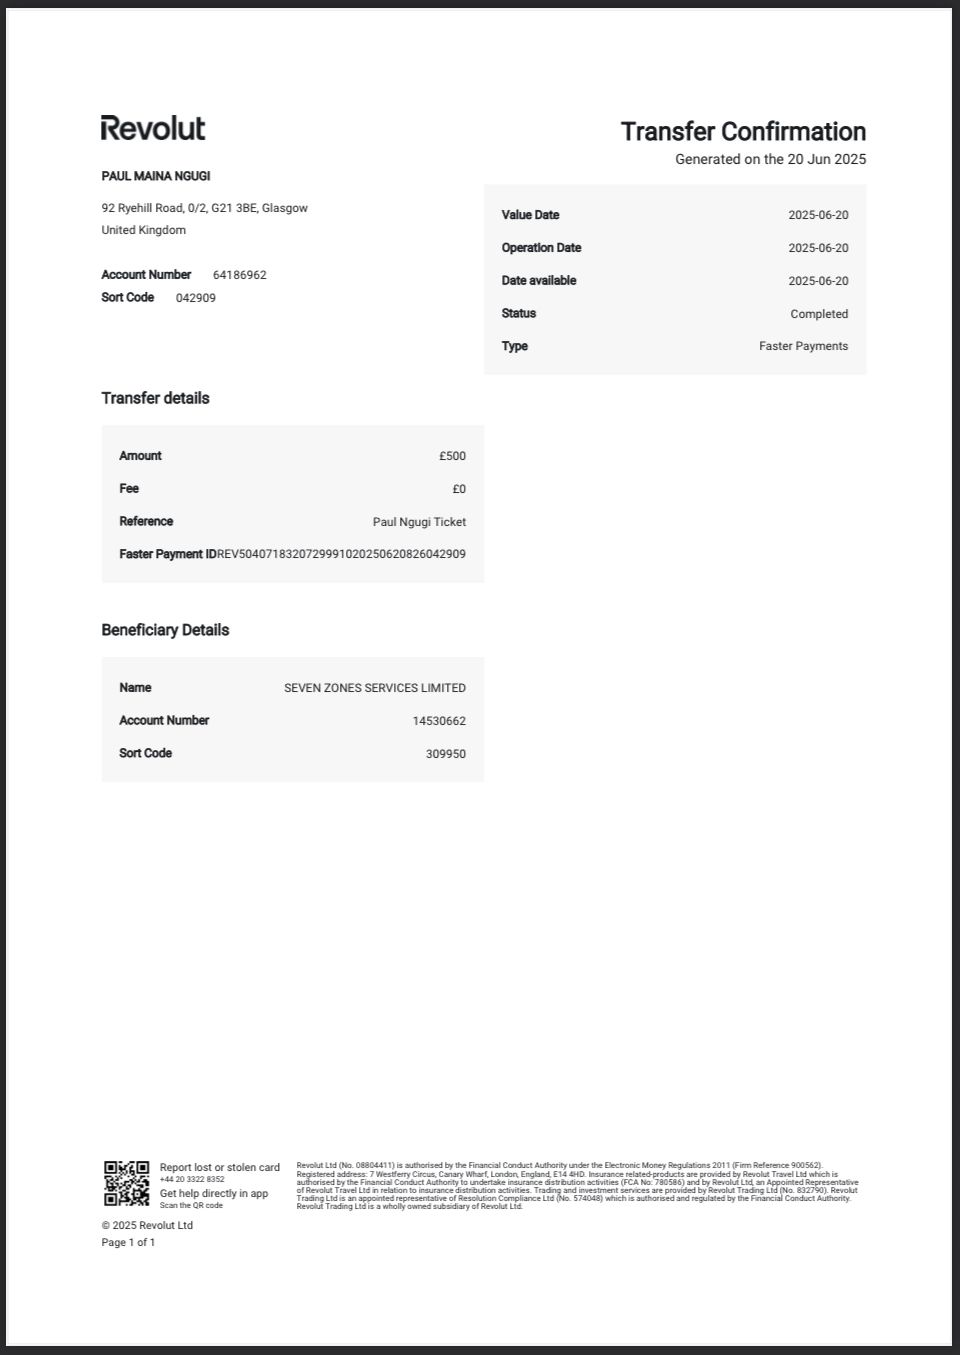 Revolut
Transfer Confirmation
Generated on the 20 Jun 2025
PAUL MAINA NGUGI
92 Ryehill Road, 0/2, G21 3BE, Glasgow
United Kingdom
Account Number 64186962
Sort Code 042909
Value Date 2025-06-20
Operation Date 2025-06-20
Date available 2025-06-20
Status Completed
Type Faster Payments
Transfer details
Amount £500
Fee £0
Reference Paul Ngugi Ticket
Faster Payment IDREV504071832072999102025062082604​2909
Beneficiary Details
Name SEVEN ZONES SERVICES LIMITED
Account Number 14530662
Sort Code 309950
Report lost or stolen card
+44 20 3322 8352
Get help directly in app
Scan the QR code
Revolut Ltd (No. 08804411) is authorised by the Financial Conduct Authority under the Electronic Money Regulations 2011 (Firm Reference 900562).
Registered address: 7 Westferry Circus, Canary Wharf, London, England, E14 4HD. Insurance related-products are provided by Revolut Travel Ltd which is
authorised by the Financial Conduct Authority to undertake insurance distribution activities (FCA No: 780586) and by Revolut Ltd, an Appointed Representative
of Revolut Travel Ltd in relation to insurance distribution activities. Trading and investment services are provided by Revolut Trading Ltd (No. 832790). Revolut
Trading Ltd is an appointed representative of Resolution Compliance Ltd (No. 574048) which is authorised and regulated by the Financial Conduct Authority.
Revolut Trading Ltd is a wholly owned subsidiary of Revolut Ltd.
© 2025 Revolut Ltd
Page 1 of 1